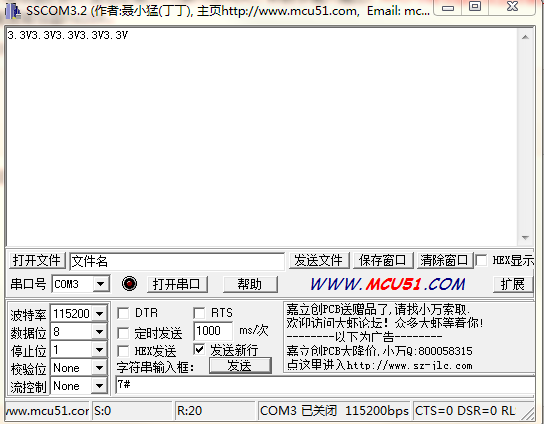 SSCOM3.2 (作者:聂小猛(丁丁), 主页http://www.mcu51.com, Email: mc...
3.3V3.3V3.3V3.3V3.3V
打开文件 文件名 发送文件 保存窗口 清除窗口 HEX显示
串口号 COM3 打开串口 帮助 WWW.MCU51.COM 扩展
波特率 115200 DTR RTS
数据位 8 定时发送 1000 ms/次
停止位 1 HEX发送 发送新行
校验位 None 字符串输入框: 发送
流控制 None 7#
嘉立创PCB送赠品了,请找小万索取.
欢迎访问大虾论坛! 众多大虾等着你!
--------以下为广告--------
嘉立创PCB大降价,小万Q:800058315
点这里进入http://www.sz-jlc.com
www.mcu51.cor S:0 R:20 COM3 已关闭 115200bps CTS=0 DSR=0 RL